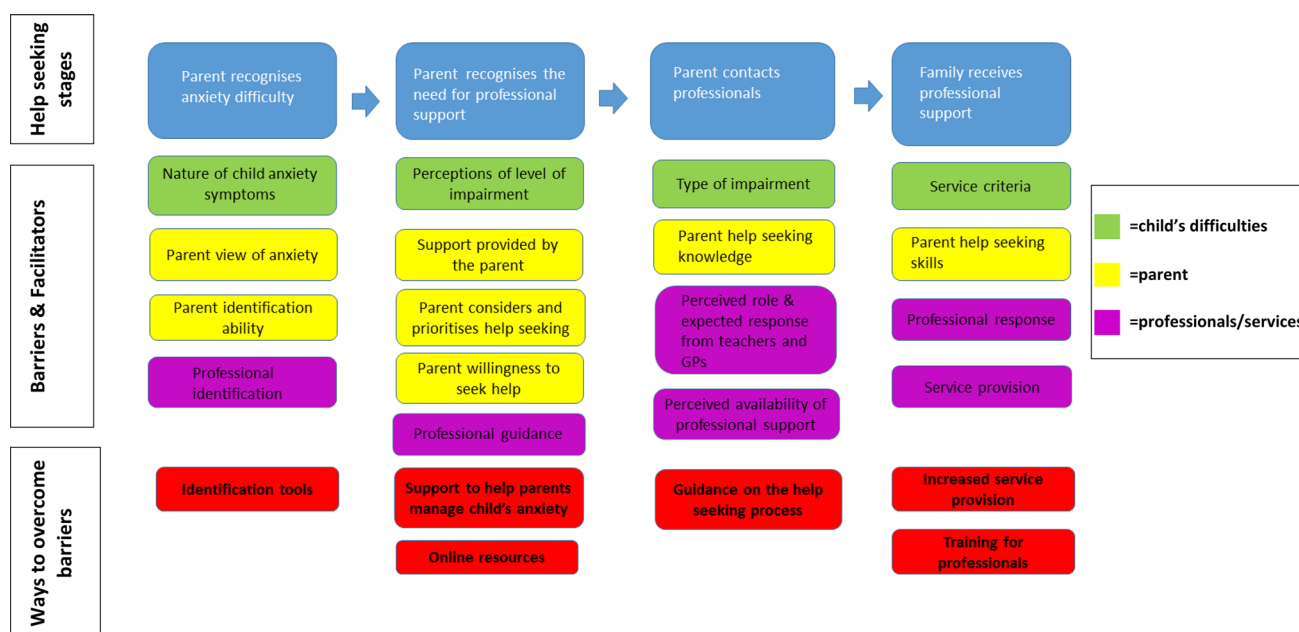 Help seeking
stages
Parent recognises
anxiety difficulty
Parent recognises the
need for professional
support
Parent contacts
professionals
Family receives
professional
support
Barriers & Facilitators
Nature of child anxiety
symptoms
Parent view of anxiety
Parent identification
ability
Professional
identification
Perceptions of level of
impairment
Support provided by
the parent
Parent considers and
prioritises help seeking
Parent willingness to
seek help
Professional guidance
Type of impairment
Parent help seeking
knowledge
Perceived role &
expected response
from teachers and
GPs
Perceived availability of
professional support
Service criteria
Parent help seeking
skills
Professional response
Service provision
=child's difficulties
=parent
=professionals/services
Ways to overcome
barriers
Identification tools
Support to help parents
manage child's anxiety
Online resources
Guidance on the help
seeking process
Increased service
provision
Training for
professionals